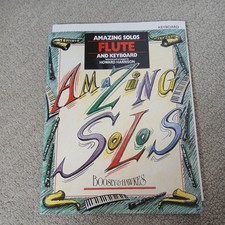 KEYBOARD
AMAZING SOLOS
FLUTE
AND KEYBOARD
HOWARD HARRISON
AMAZING
SOLOS
BOOSEY & HAWKES